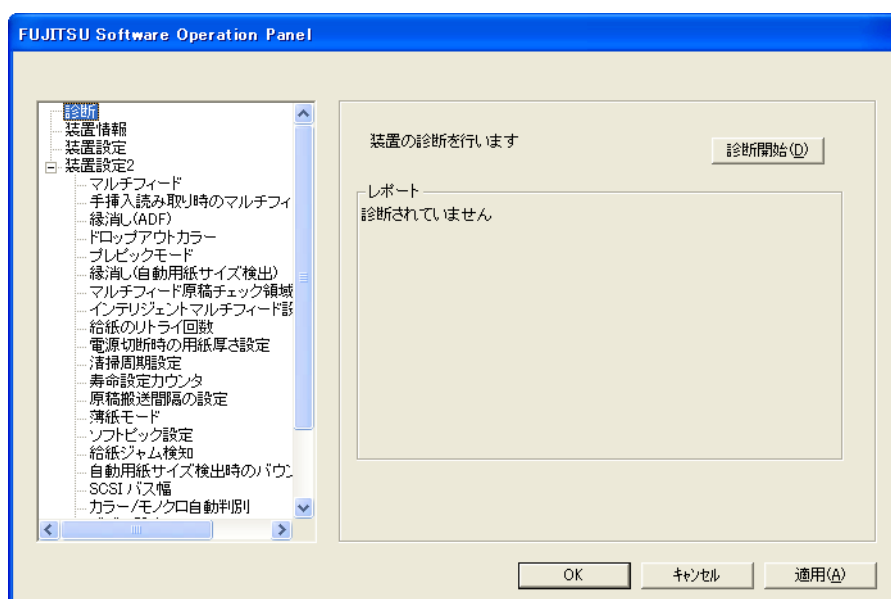 FUJITSU Software Operation Panel
診断
装置情報
装置設定
装置設定2
マルチフィード
手挿入読み取り時のマルチフィ
縁消し(ADF)
ドロップアウトカラー
プレピックモード
縁消し(自動用紙サイズ検出)
マルチフィード原稿チェック領域
インテリジェントマルチフィード設
給紙のリトライ回数
電源切断時の用紙厚さ設定
清掃周期設定
寿命設定カウンタ
原稿搬送間隔の設定
薄紙モード
ソフトピック設定
給紙ジャム検知
自動用紙サイズ検出時のバウン
SCSI バス幅
カラー/モノクロ自動判別
装置の診断を行います
診断開始(D)
レポート
診断されていません
OK
キャンセル
適用(A)